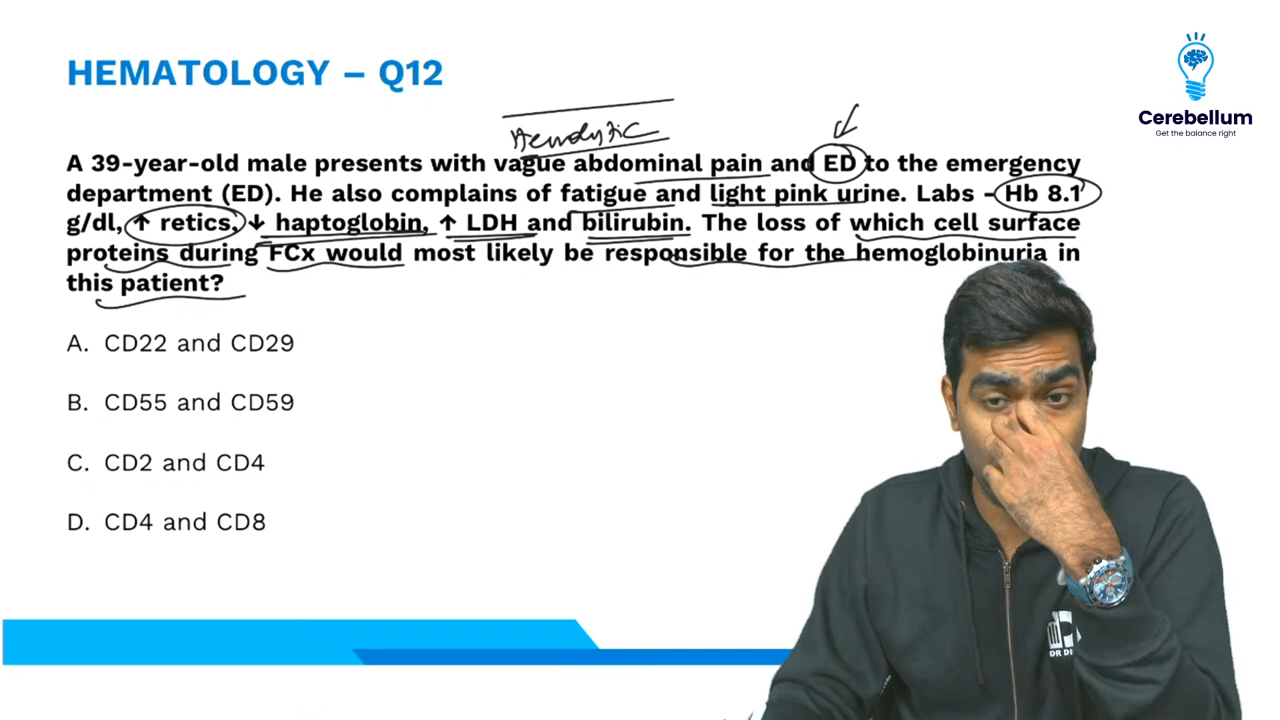 HEMATOLOGY – Q12
Cerebellum
Get the balance right
Hemolytic
A 39-year-old male presents with vague abdominal pain and ED to the emergency
department (ED). He also complains of fatigue and light pink urine. Labs – Hb 8.1
g/dl, ↑ retics, ↓ haptoglobin, ↑ LDH and bilirubin. The loss of which cell surface
proteins during FCx would most likely be responsible for the hemoglobinuria in
this patient?
A. CD22 and CD29
B. CD55 and CD59
C. CD2 and CD4
D. CD4 and CD8